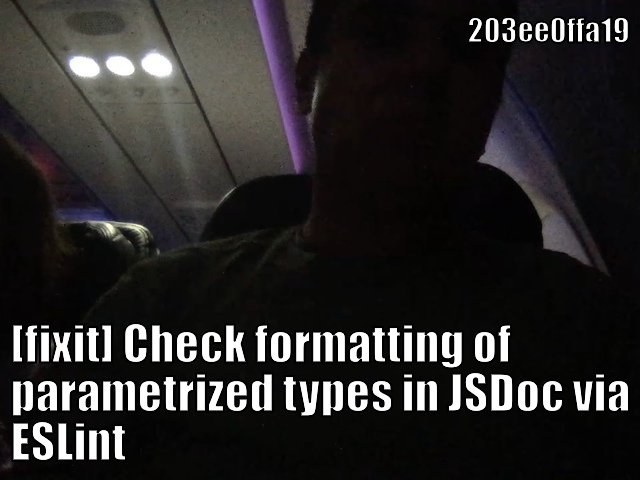 203ee0ffa19
[fixit] Check formatting of
parametrized types in JSDoc via
ESLint